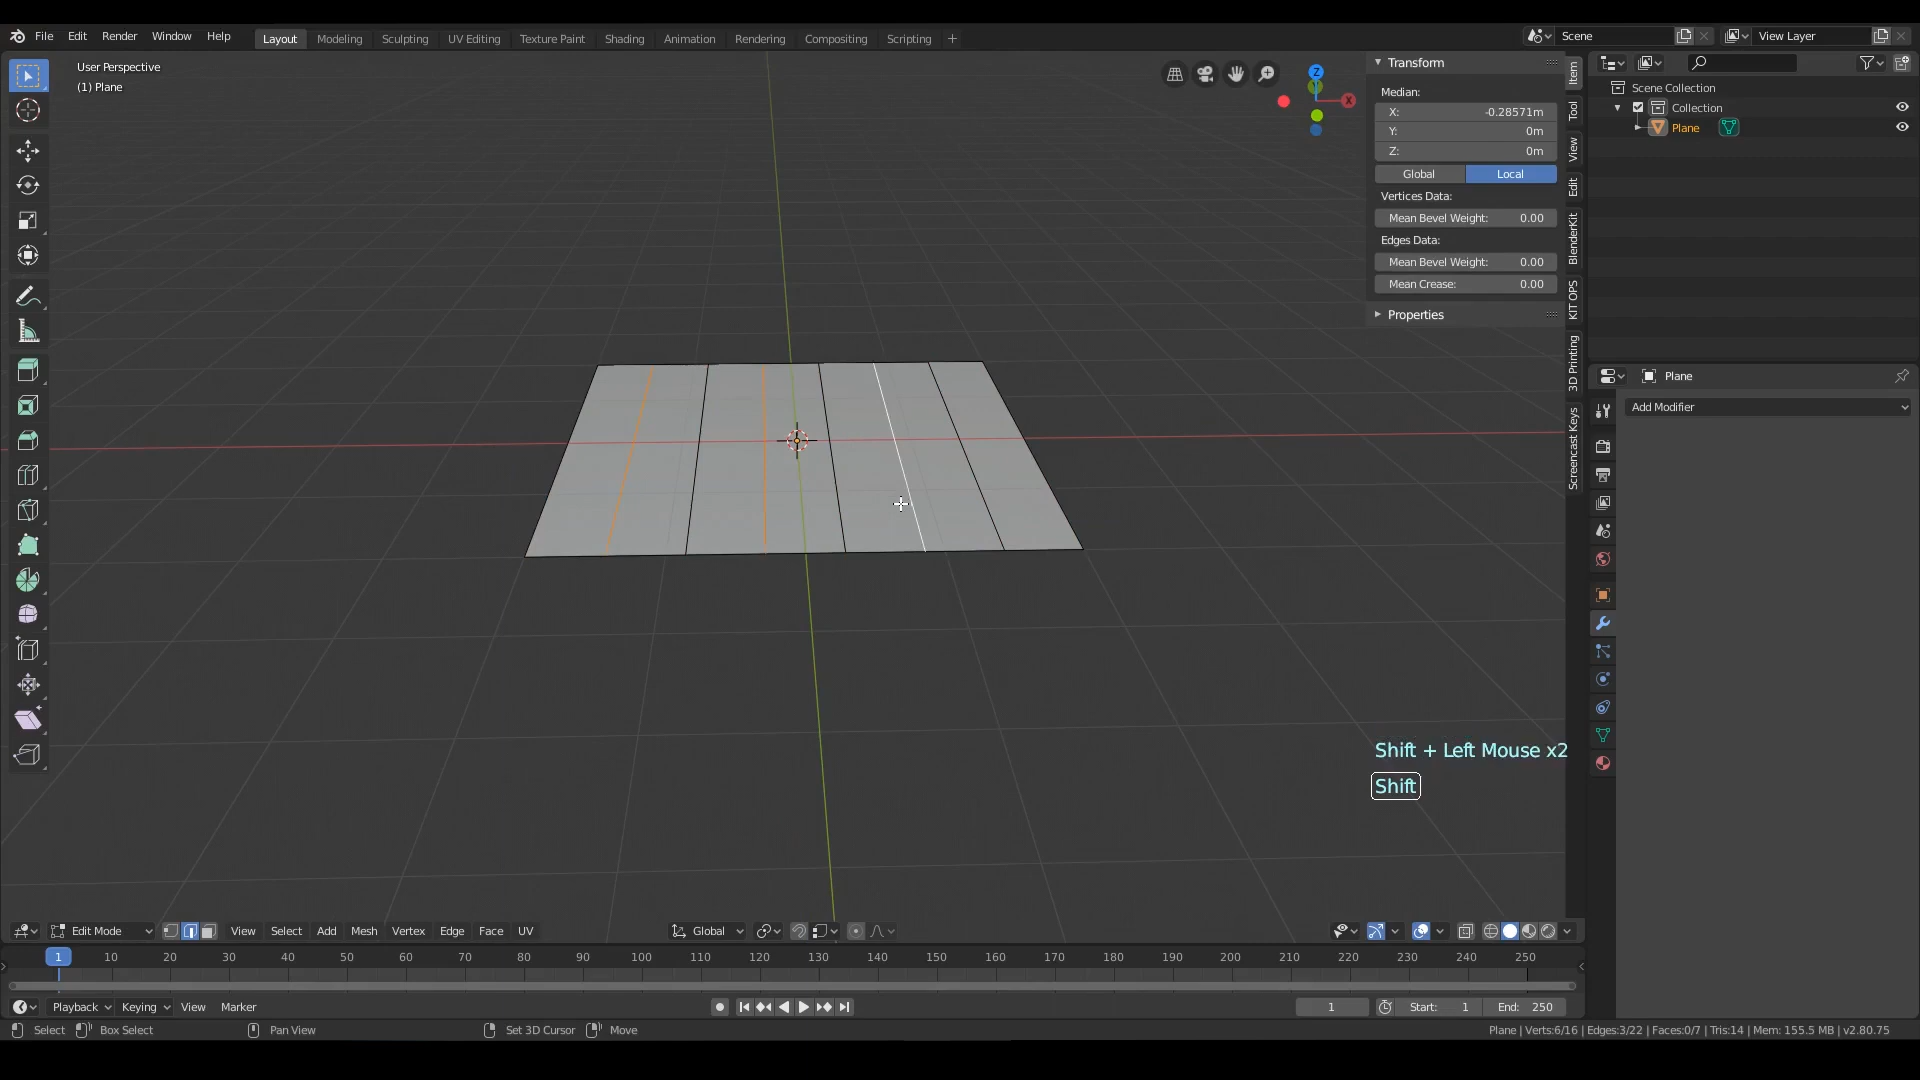 File Edit Render Window Help Layout Modeling Sculpting UV Editing Texture Paint Shading Animation Rendering Compositing Scripting + Scene View Layer
User Perspective
(1) Plane
Z
X
Transform
Median:
X: -0.28571m
Y: 0m
Z: 0m
Global Local
Vertices Data:
Mean Bevel Weight: 0.00
Edges Data:
Mean Bevel Weight: 0.00
Mean Crease: 0.00
Properties
Item
Tool
View
Edit
BlenderKit
KIT OPS
3D Printing
Screencast Keys
Scene Collection
Collection
Plane
Plane
Add Modifier
Shift + Left Mouse x2
Shift
Edit Mode View Select Add Mesh Vertex Edge Face UV Global
1 10 20 30 40 50 60 70 80 90 100 110 120 130 140 150 160 170 180 190 200 210 220 230 240 250
Playback Keying View Marker 1 Start: 1 End: 250
Select Box Select Pan View Set 3D Cursor Move Plane | Verts:6/16 | Edges:3/22 | Faces:0/7 | Tris:14 | Mem: 155.5 MB | v2.80.75